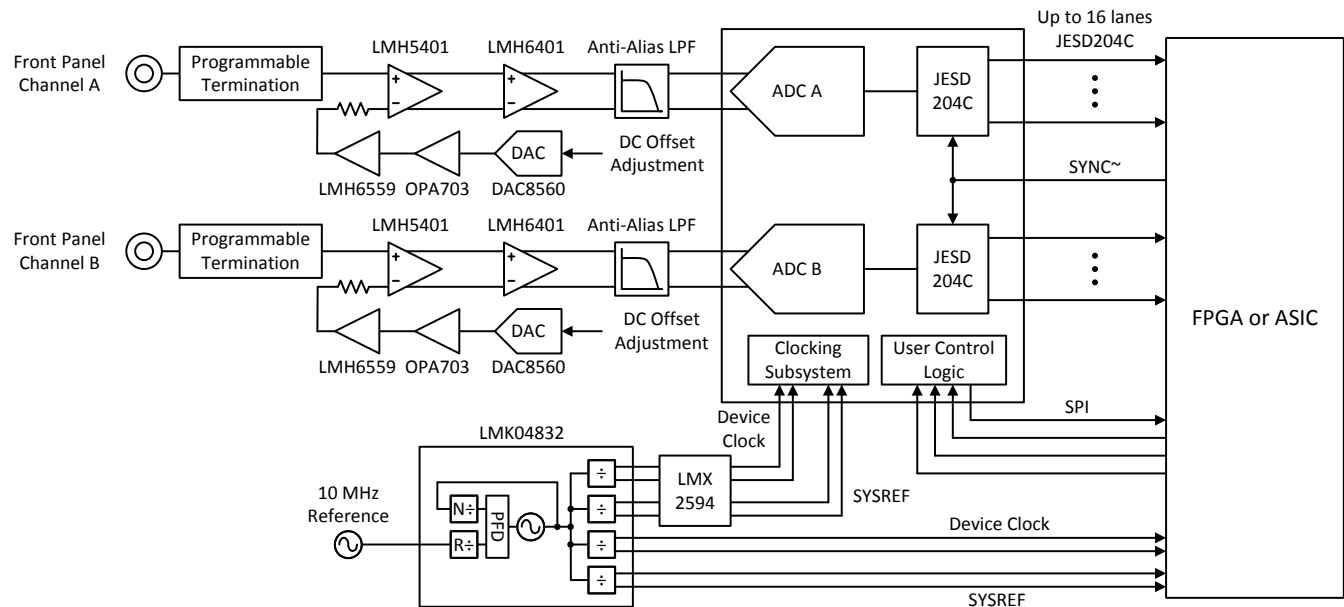 Up to 16 lanes
JESD204C
Front Panel
Channel A
Programmable
Termination
LMH5401
LMH6401
Anti-Alias LPF
+
−
+
−
ADC A
JESD
204C
LMH6559
OPA703
DAC
DAC8560
DC Offset
Adjustment
SYNC~
Front Panel
Channel B
Programmable
Termination
LMH5401
LMH6401
Anti-Alias LPF
+
−
+
−
ADC B
JESD
204C
LMH6559
OPA703
DAC
DAC8560
DC Offset
Adjustment
FPGA or ASIC
Clocking
Subsystem
User Control
Logic
SPI
Device
Clock
LMK04832
10 MHz
Reference
N÷
R÷
PFD
÷
÷
÷
÷
LMX
2594
SYSREF
Device Clock
SYSREF